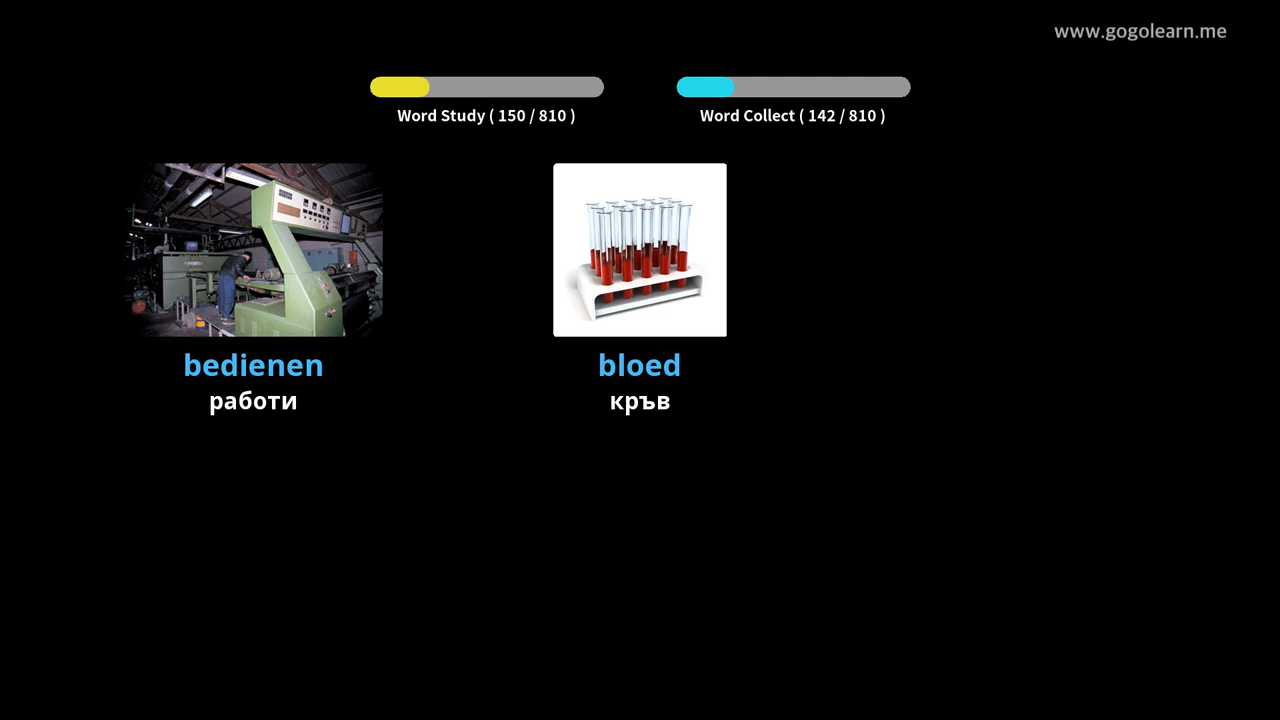 www.gogolearn.me
Word Study ( 150 / 810 )
Word Collect ( 142 / 810 )
bedienen
работи
bloed
кръв